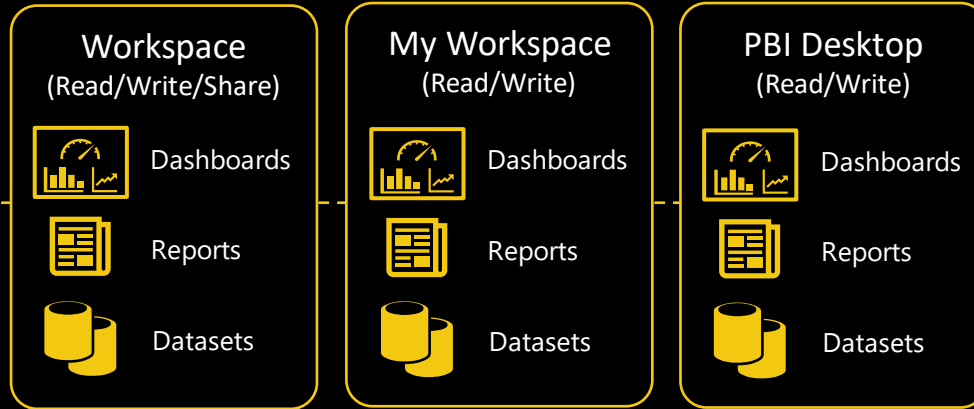 Workspace
(Read/Write/Share)
Dashboards
Reports
Datasets
My Workspace
(Read/Write)
Dashboards
Reports
Datasets
PBI Desktop
(Read/Write)
Dashboards
Reports
Datasets